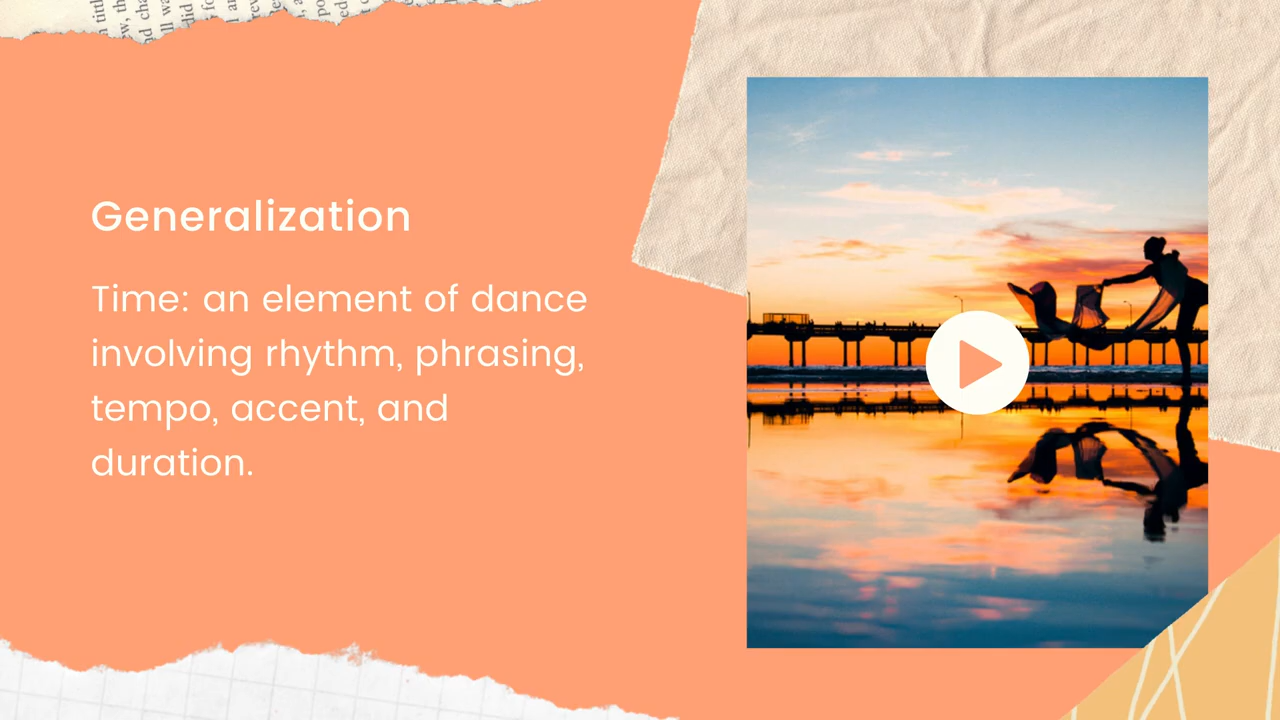 Generalization
Time: an element of dance
involving rhythm, phrasing,
tempo, accent, and
duration.